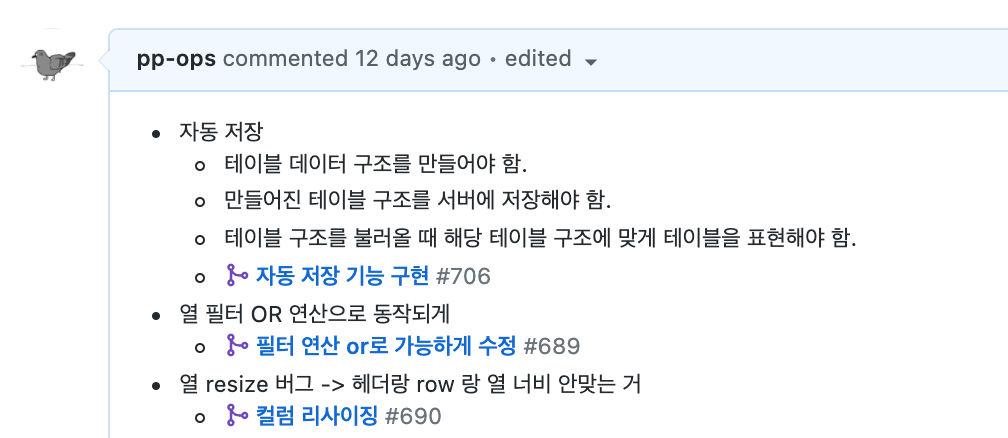 pp-ops commented 12 days ago • edited
자동 저장
테이블 데이터 구조를 만들어야 함.
만들어진 테이블 구조를 서버에 저장해야 함.
테이블 구조를 불러올 때 해당 테이블 구조에 맞게 테이블을 표현해야 함.
자동 저장 기능 구현 #706
열 필터 OR 연산으로 동작되게
필터 연산 or로 가능하게 수정 #689
열 resize 버그 -> 헤더랑 row 랑 열 너비 안맞는 거
컬럼 리사이징 #690